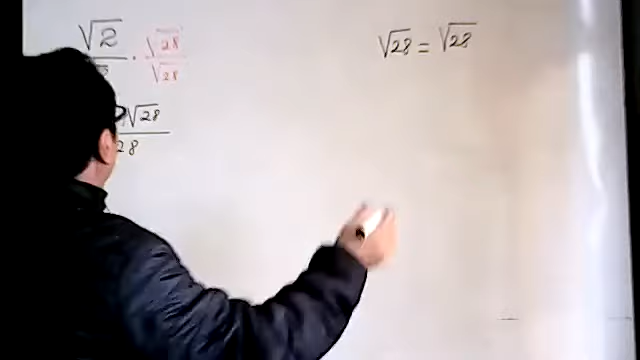 √2 · √28 / √28
√28 / 28
√28 = √28